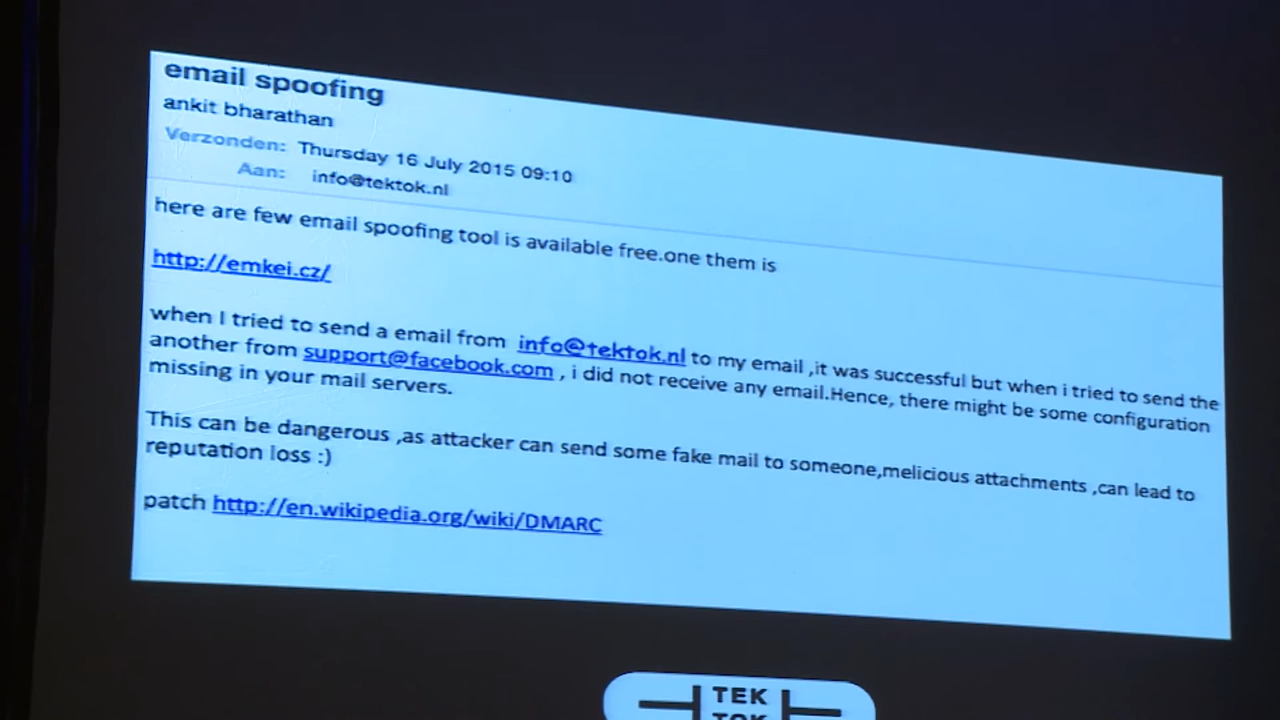 email spoofing
ankit bharathan
Verzonden: Thursday 16 July 2015 09:10
Aan: info@tektok.nl
here are few email spoofing tool is available free.one them is
http://emkei.cz/
when I tried to send a email from info@tektok.nl to my email ,it was successful but when i tried to send the
another from support@facebook.com , i did not receive any email.Hence, there might be some configuration
missing in your mail servers.
This can be dangerous ,as attacker can send some fake mail to someone,melicious attachments ,can lead to
reputation loss :)
patch http://en.wikipedia.org/wiki/DMARC
TEK
TOK